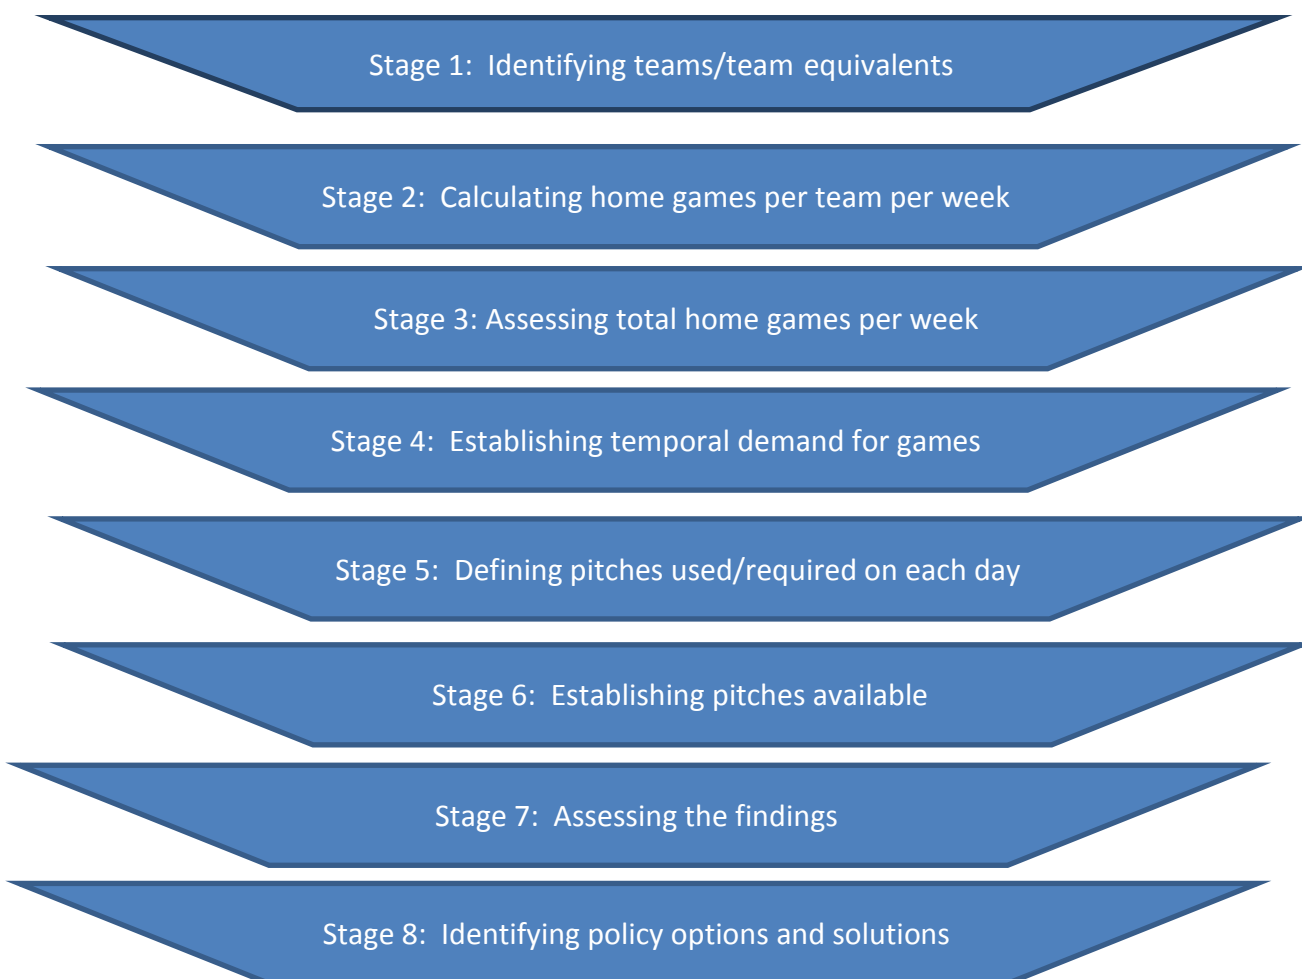 Stage 1:  Identifying teams/team equivalents
Stage 2:  Calculating home games per team per week
Stage 3: Assessing total home games per week
Stage 4:  Establishing temporal demand for games
Stage 5:  Defining pitches used/required on each day
Stage 6:  Establishing pitches available
Stage 7:  Assessing the findings
Stage 8:  Identifying policy options and solutions